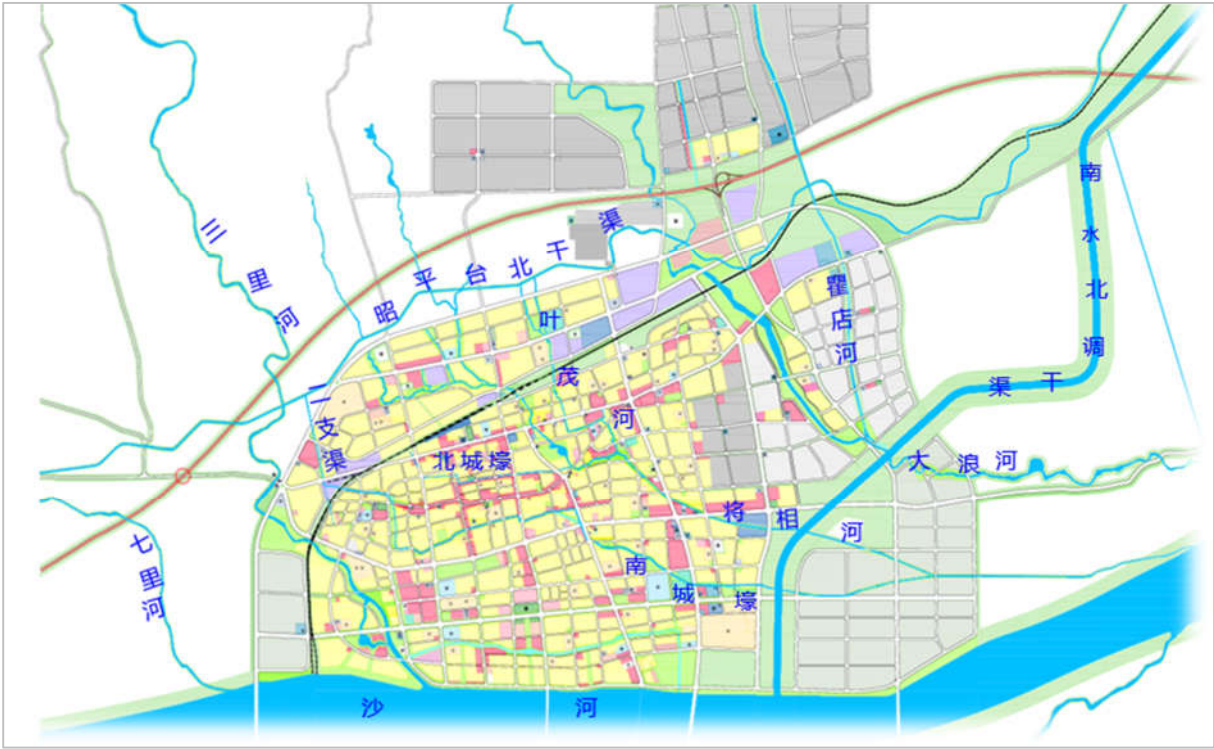 三里河
昭平台北干渠
南水北调干渠
瞿店河
叶茂河
二支渠
北城壕
大浪河
将相河
七里河
南城壕
沙河